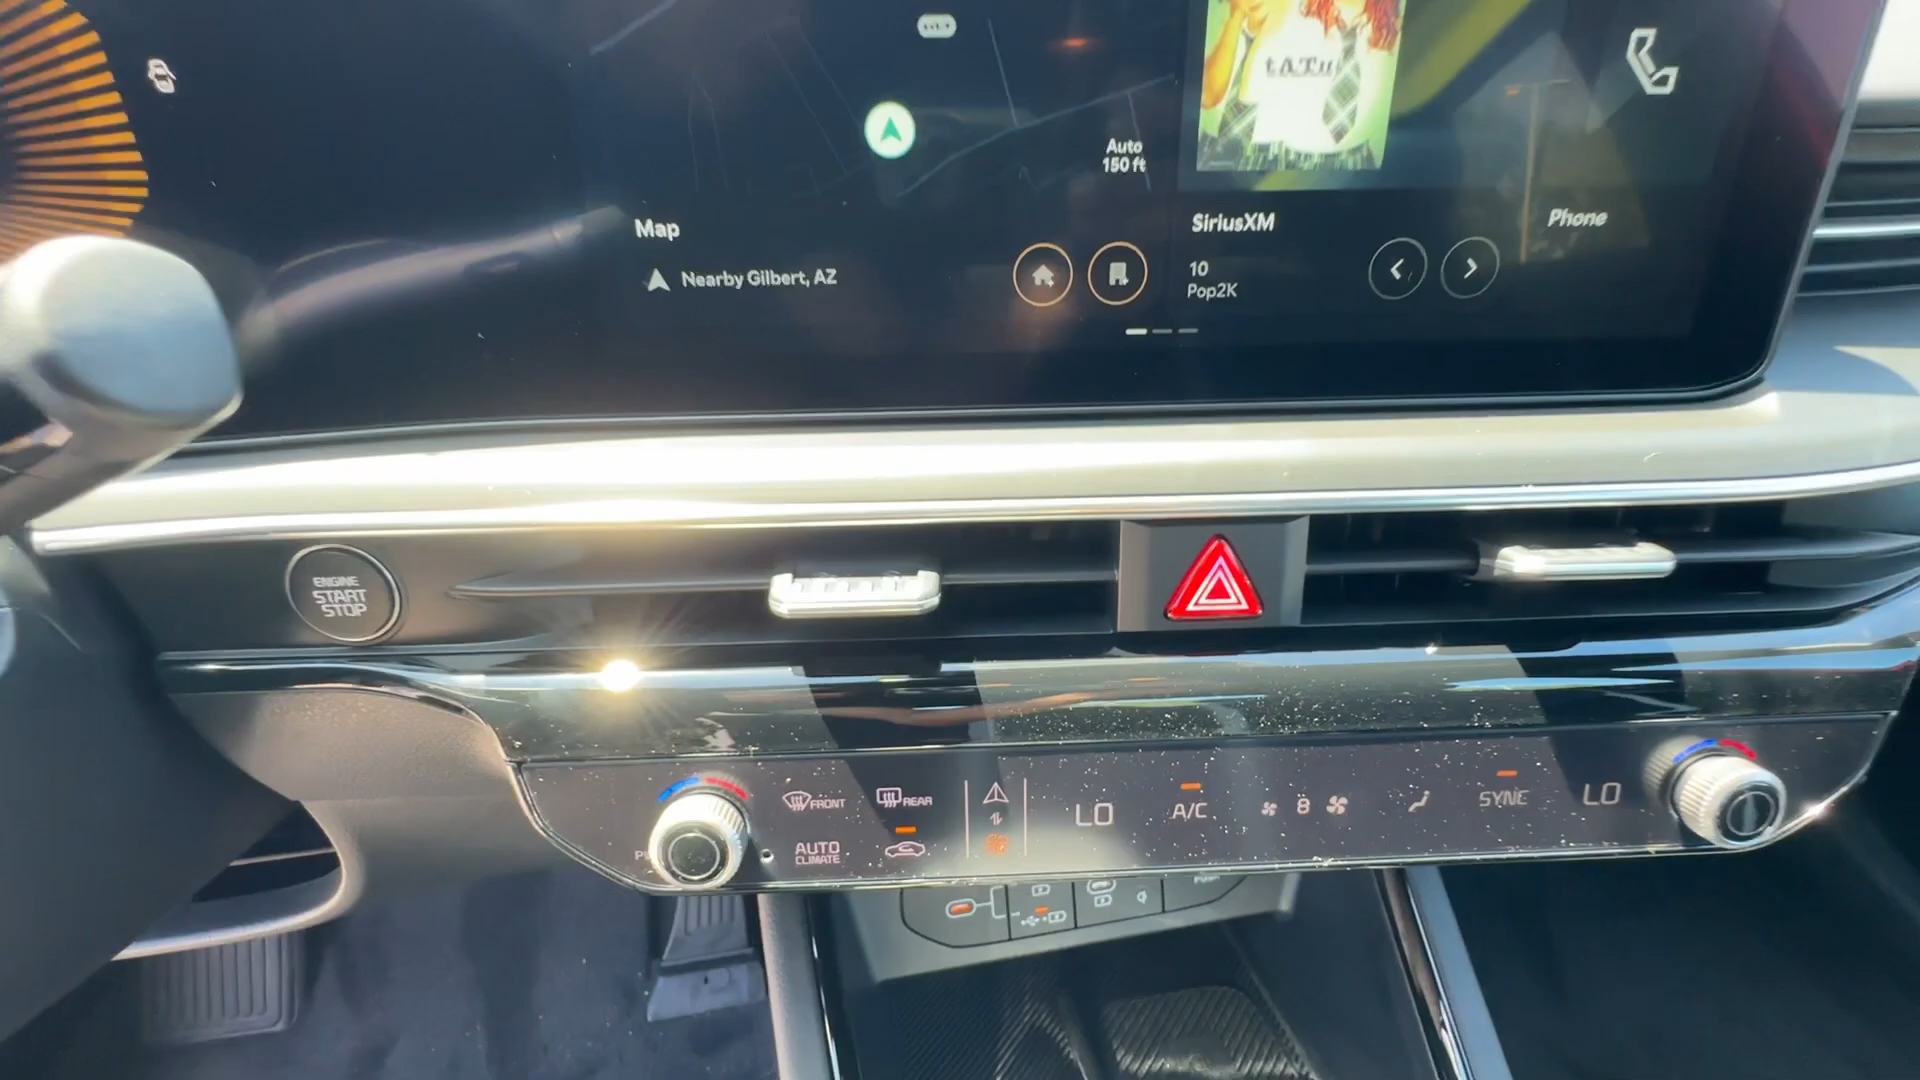 t.A.T.u.
Auto
150 ft
Map
SiriusXM
Phone
Nearby Gilbert, AZ
10
Pop2K
ENGINE
START
STOP
FRONT
REAR
LO
A/C
8
SYNC
LO
AUTO
CLIMATE